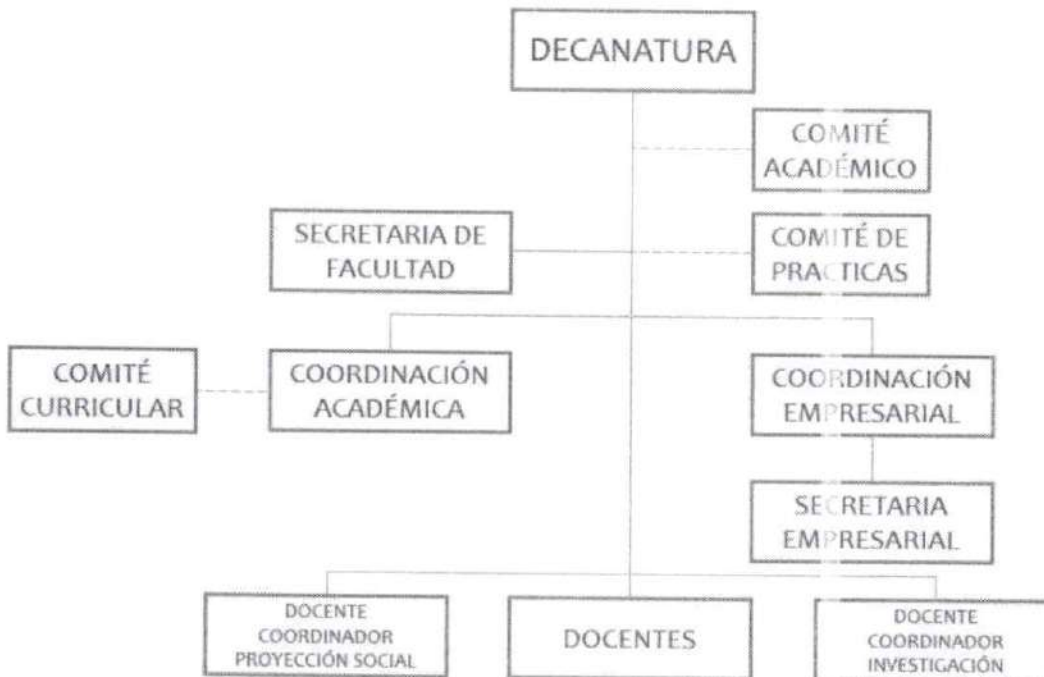 DECANATURA
COMITÉ
ACADÉMICO
SECRETARIA DE
FACULTAD
COMITÉ DE
PRACTICAS
COMITÉ
CURRICULAR
COORDINACIÓN
ACADÉMICA
COORDINACIÓN
EMPRESARIAL
SECRETARIA
EMPRESARIAL
DOCENTE
COORDINADOR
PROYECCIÓN SOCIAL
DOCENTES
DOCENTE
COORDINADOR
INVESTIGACIÓN